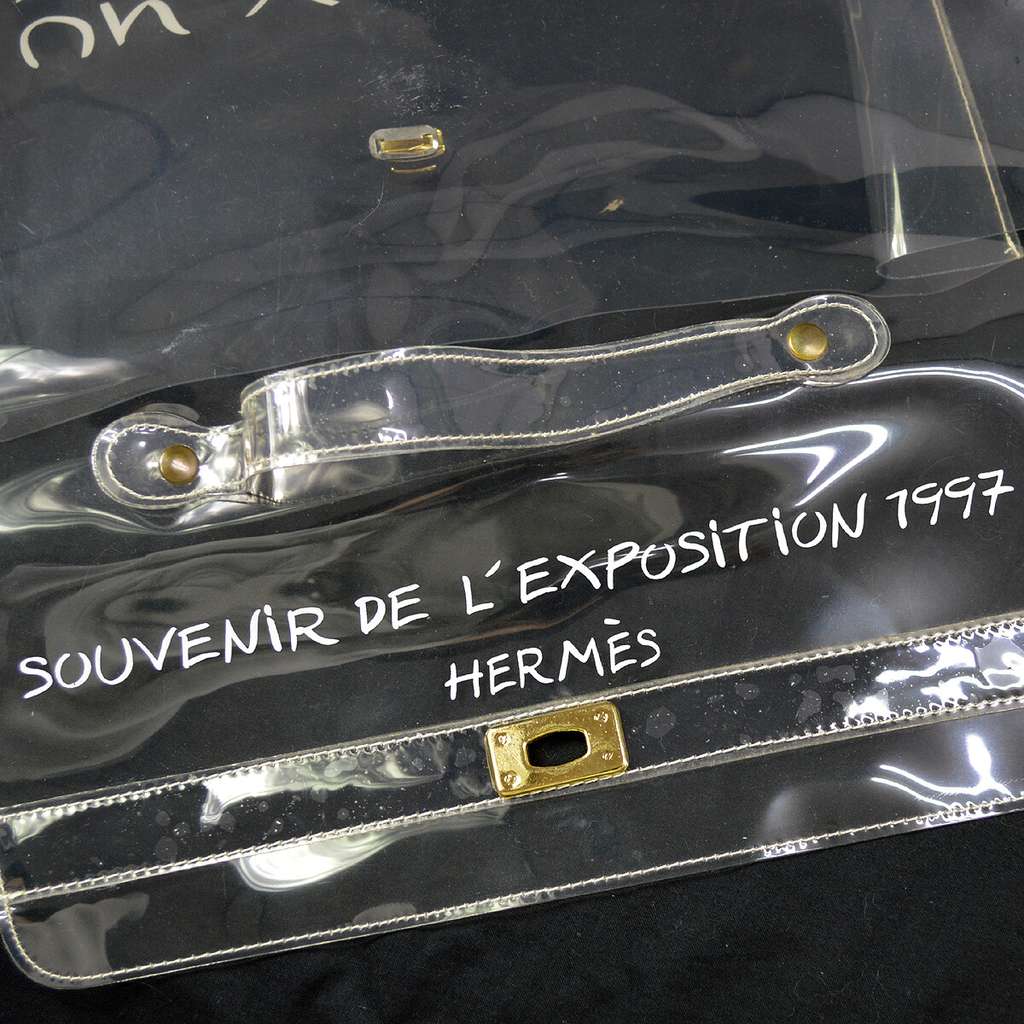 SOUVENIR DE L'EXPOSITION 1997
HERMÈS